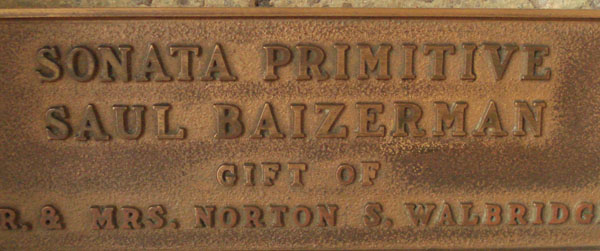 SONATA PRIMITIVE
SAUL BAIZERMAN
GIFT OF
R. & MRS. NORTON S. WALBRIDG